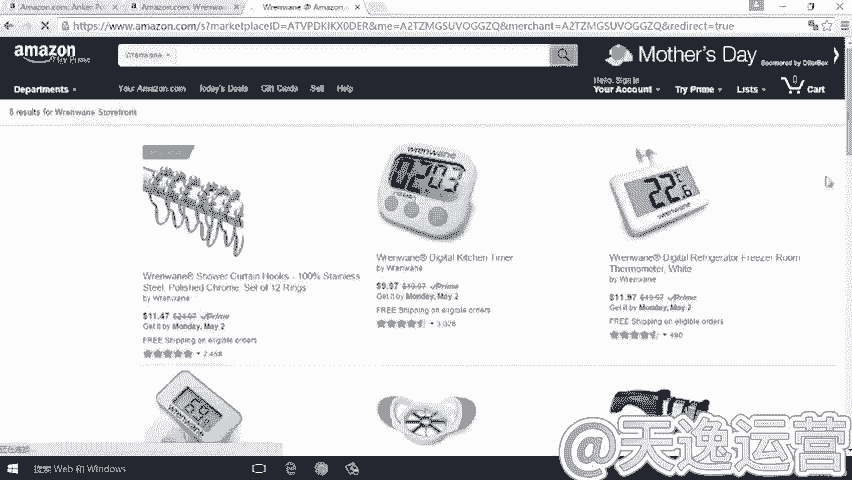 Amazon.com: Anker Po
Amazon.com: Wrenwa
Wrenwane @ Amazon
https://www.amazon.com/s?marketplaceID=ATVPDKIKX0DER&me=A2TZMGSUVOGGZQ&merchant=A2TZMGSUVOGGZQ&redirect=true
amazon
Try Prime
Wrenwane
Mother's Day
Sponsored by OtterBox
Departments
Your Amazon.com Today's Deals Gift Cards Sell Help
Hello. Sign in
Your Account
Try Prime
Lists
0
Cart
8 results for Wrenwane Storefront
wrenwane
0203
22.6
wrenwane
Wrenwane® Shower Curtain Hooks - 100% Stainless
Steel, Polished Chrome, Set of 12 Rings
by Wrenwane
$11.47 $24.97 Prime
Get it by Monday, May 2
FREE Shipping on eligible orders
2,458
Wrenwane® Digital Kitchen Timer
by Wrenwane
$9.97 $19.97 Prime
Get it by Monday, May 2
FREE Shipping on eligible orders
3,026
Wrenwane® Digital Refrigerator Freezer Room
Thermometer, White
by Wrenwane
$11.97 $19.97 Prime
Get it by Monday, May 2
FREE Shipping on eligible orders
490
wrenwane
搜索 Web 和 Windows
@天逸运营